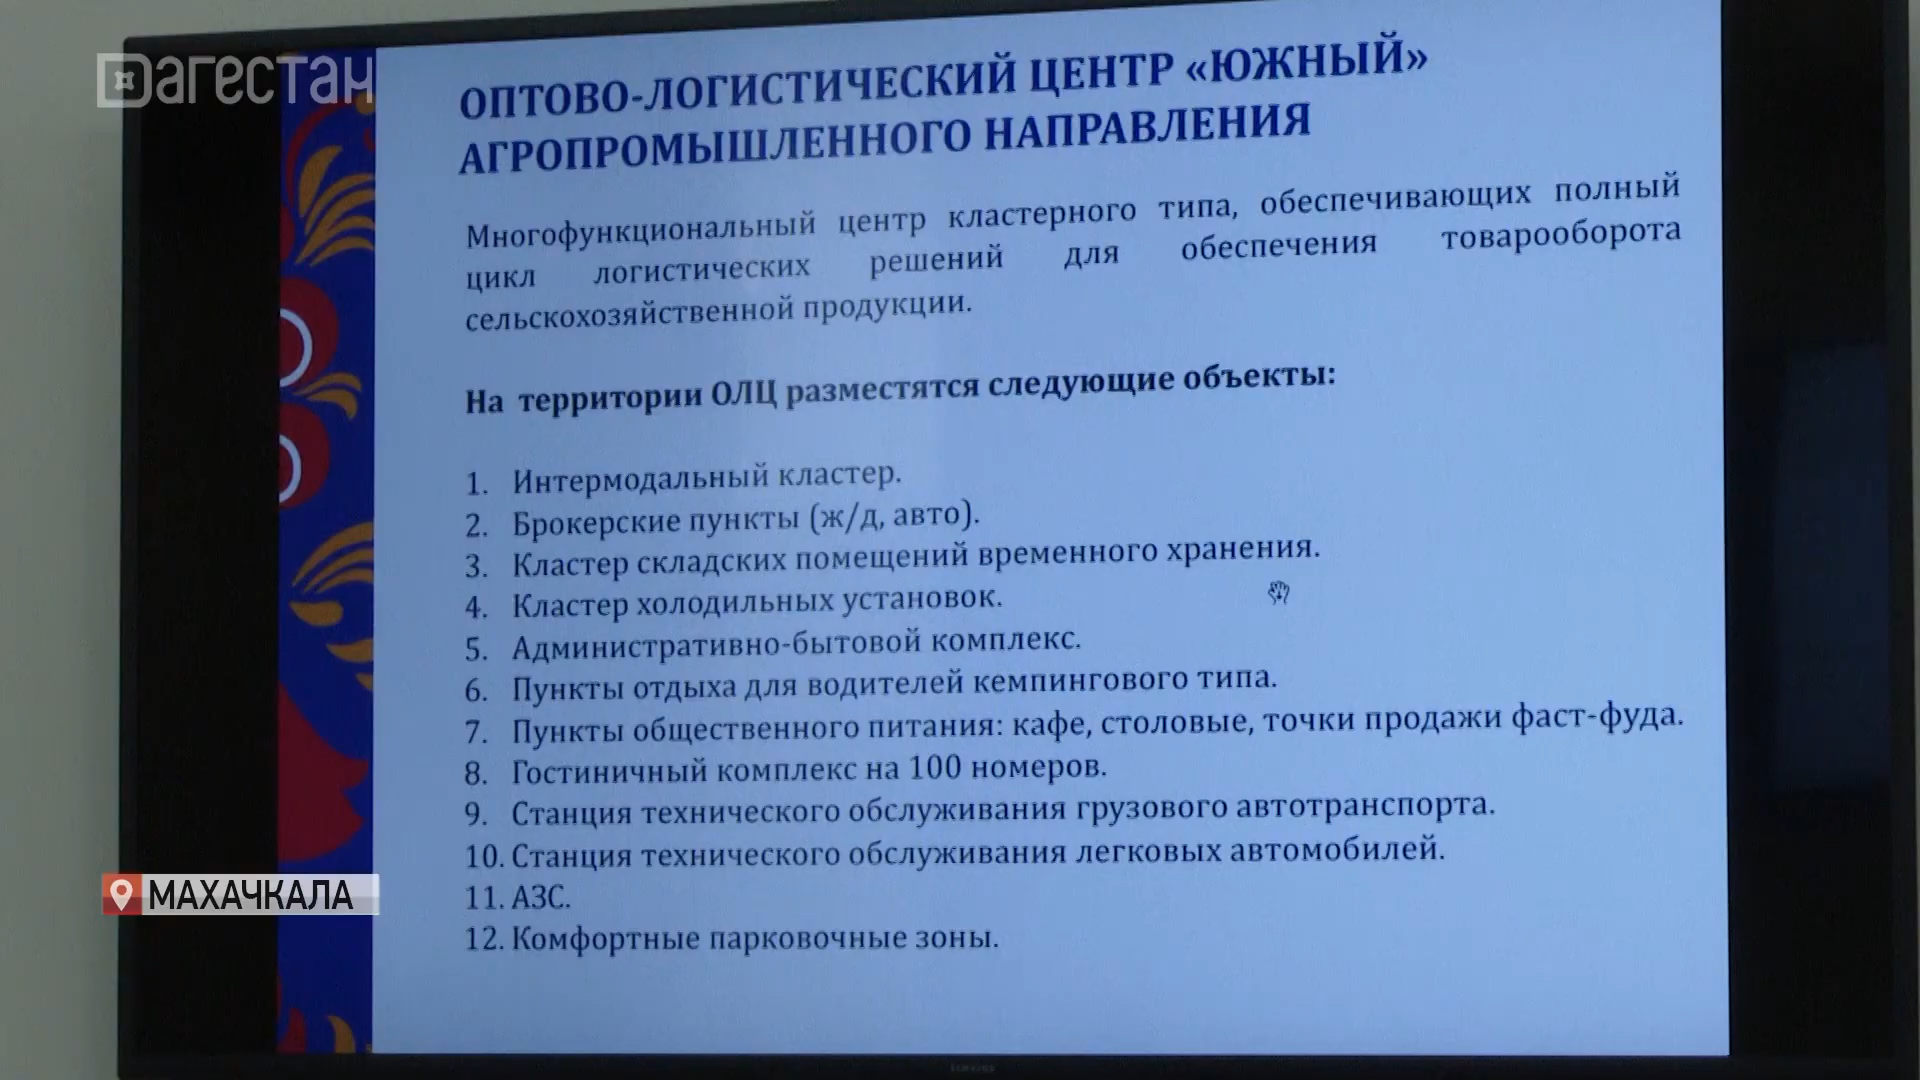 Дагестан
ОПТОВО-ЛОГИСТИЧЕСКИЙ ЦЕНТР «ЮЖНЫЙ»
АГРОПРОМЫШЛЕННОГО НАПРАВЛЕНИЯ
Многофункциональный центр кластерного типа, обеспечивающих полный
цикл логистических решений для обеспечения товарооборота
сельскохозяйственной продукции.
На территории ОЛЦ разместятся следующие объекты:
1. Интермодальный кластер.
2. Брокерские пункты (ж/д, авто).
3. Кластер складских помещений временного хранения.
4. Кластер холодильных установок.
5. Административно-бытовой комплекс.
6. Пункты отдыха для водителей кемпингового типа.
7. Пункты общественного питания: кафе, столовые, точки продажи фаст-фуда.
8. Гостиничный комплекс на 100 номеров.
9. Станция технического обслуживания грузового автотранспорта.
10. Станция технического обслуживания легковых автомобилей.
11. АЗС.
12. Комфортные парковочные зоны.
МАХАЧКАЛА